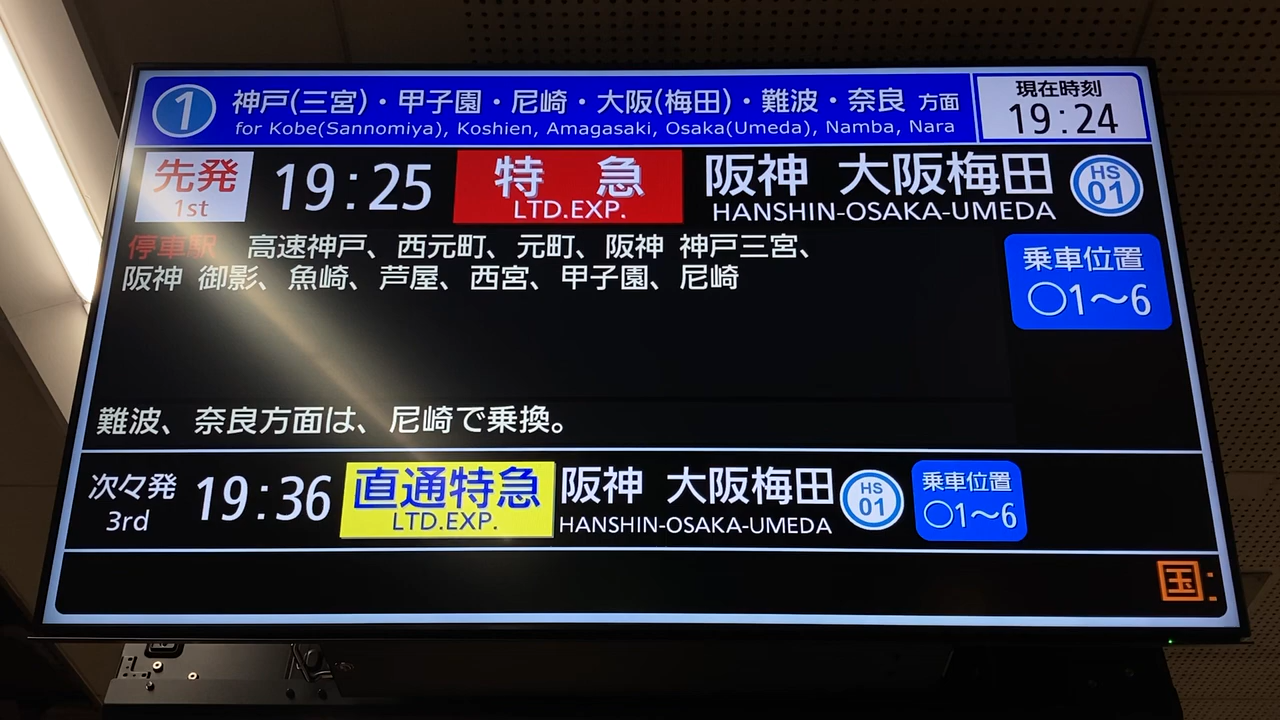 1 神戸(三宮)・甲子園・尼崎・大阪(梅田)・難波・奈良 方面
for Kobe(Sannomiya), Koshien, Amagasaki, Osaka(Umeda), Namba, Nara
現在時刻
19:24
先発 19:25 特 急 阪神 大阪梅田 HS 01
1st LTD.EXP. HANSHIN-OSAKA-UMEDA
停車駅 高速神戸、西元町、元町、阪神 神戸三宮、
阪神 御影、魚崎、芦屋、西宮、甲子園、尼崎
乗車位置
○1〜6
難波、奈良方面は、尼崎で乗換。
次々発 19:36 直通特急 阪神 大阪梅田 HS 01
3rd LTD.EXP. HANSHIN-OSAKA-UMEDA
乗車位置
○1〜6
国: